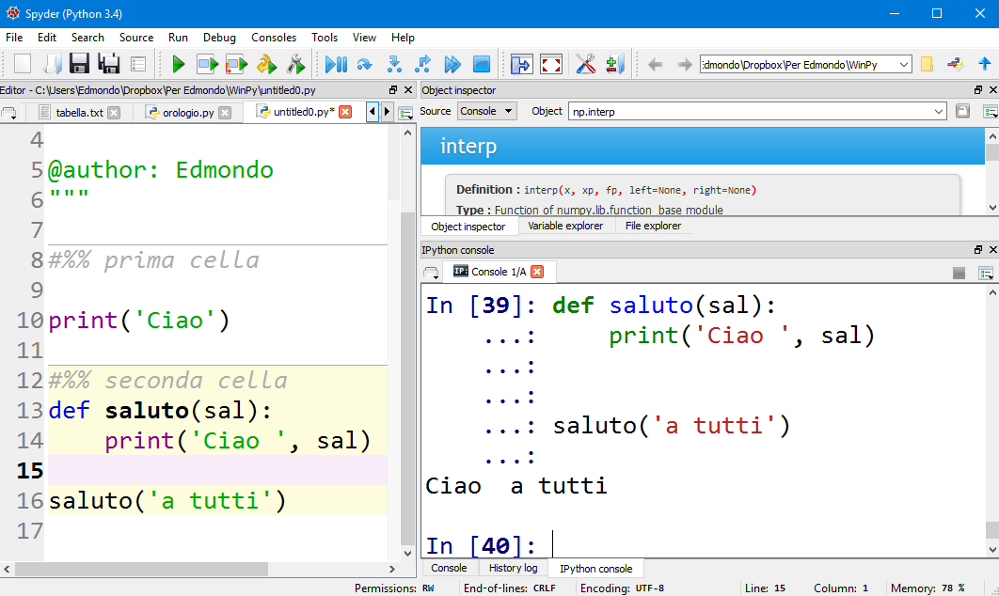 Spyder (Python 3.4)
File Edit Search Source Run Debug Consoles Tools View Help
:dmondo\Dropbox\Per Edmondo\WinPy
Editor - C:\Users\Edmondo\Dropbox\Per Edmondo\WinPy\untitled0.py
tabella.txt orologio.py untitled0.py*
4
5 @author: Edmondo
6 """
7
8 #%% prima cella
9
10 print('Ciao')
11
12 #%% seconda cella
13 def saluto(sal):
14     print('Ciao ', sal)
15
16 saluto('a tutti')
17
Object inspector
Source Console Object np.interp
interp
Definition : interp(x, xp, fp, left=None, right=None)
Type : Function of numpy.lib.function_base module
Object inspector Variable explorer File explorer
IPython console
IP: Console 1/A
In [39]: def saluto(sal):
    ...:     print('Ciao ', sal)
    ...:
    ...:
    ...: saluto('a tutti')
    ...:
Ciao  a tutti
In [40]:
Console History log IPython console
Permissions: RW End-of-lines: CRLF Encoding: UTF-8 Line: 15 Column: 1 Memory: 78 %